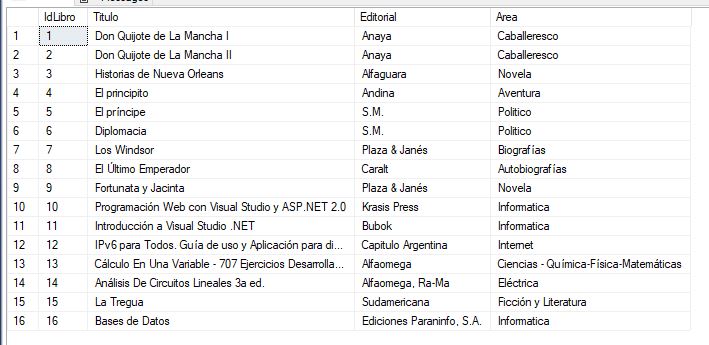 IdLibro Titulo Editorial Area
1 1 Don Quijote de La Mancha I Anaya Caballeresco
2 2 Don Quijote de La Mancha II Anaya Caballeresco
3 3 Historias de Nueva Orleans Alfaguara Novela
4 4 El principito Andina Aventura
5 5 El príncipe S.M. Politico
6 6 Diplomacia S.M. Politico
7 7 Los Windsor Plaza & Janés Biografías
8 8 El Último Emperador Caralt Autobiografías
9 9 Fortunata y Jacinta Plaza & Janés Novela
10 10 Programación Web con Visual Studio y ASP.NET 2.0 Krasis Press Informatica
11 11 Introducción a Visual Studio .NET Bubok Informatica
12 12 IPv6 para Todos. Guía de uso y Aplicación para di... Capitulo Argentina Internet
13 13 Cálculo En Una Variable - 707 Ejercicios Desarrolla... Alfaomega Ciencias - Química-Física-Matemáticas
14 14 Análisis De Circuitos Lineales 3a ed. Alfaomega, Ra-Ma Eléctrica
15 15 La Tregua Sudamericana Ficción y Literatura
16 16 Bases de Datos Ediciones Paraninfo, S.A. Informatica